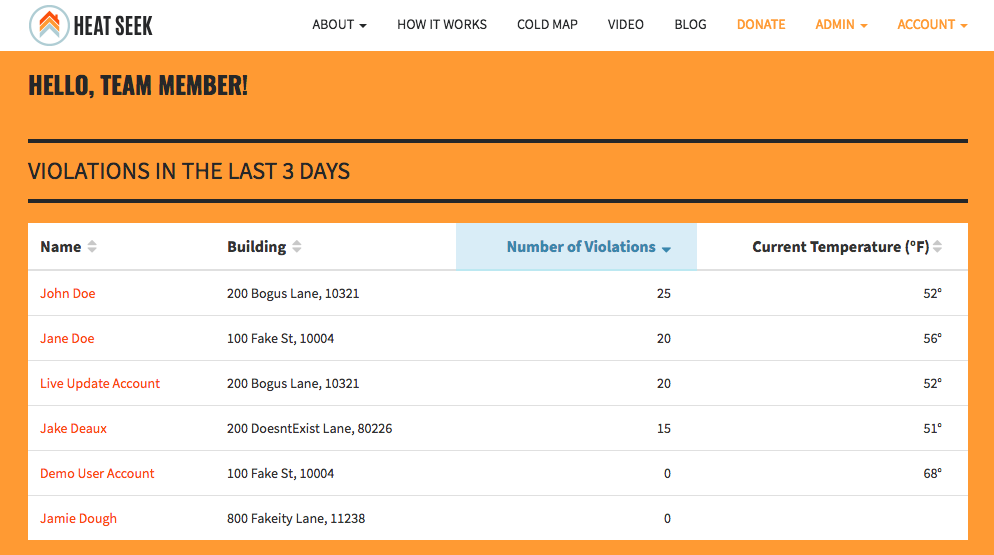 HEAT SEEK ABOUT HOW IT WORKS COLD MAP VIDEO BLOG DONATE ADMIN ACCOUNT
HELLO, TEAM MEMBER!
VIOLATIONS IN THE LAST 3 DAYS
Name Building Number of Violations Current Temperature (°F)
John Doe 200 Bogus Lane, 10321 25 52°
Jane Doe 100 Fake St, 10004 20 56°
Live Update Account 200 Bogus Lane, 10321 20 52°
Jake Deaux 200 DoesntExist Lane, 80226 15 51°
Demo User Account 100 Fake St, 10004 0 68°
Jamie Dough 800 Fakeity Lane, 11238 0